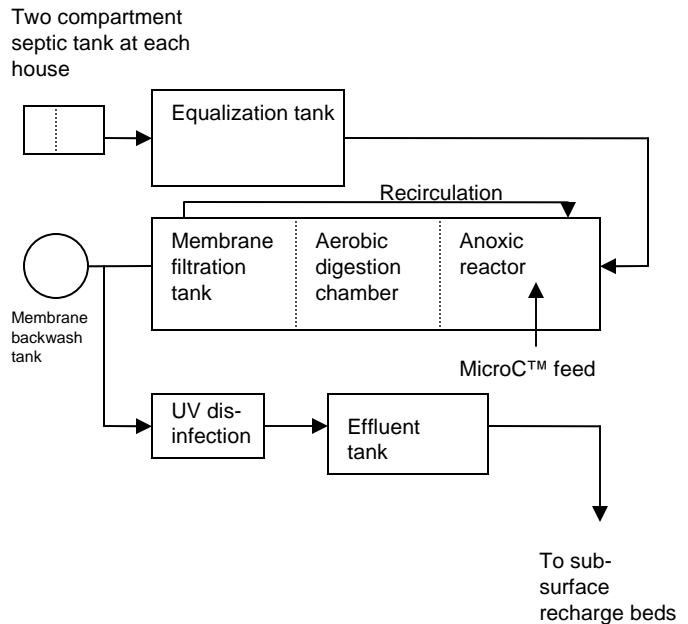 Two compartment
septic tank at each
house
Equalization tank
Recirculation
Membrane
filtration
tank
Aerobic
digestion
chamber
Anoxic
reactor
Membrane
backwash
tank
MicroC™ feed
UV dis-
infection
Effluent
tank
To sub-
surface
recharge beds